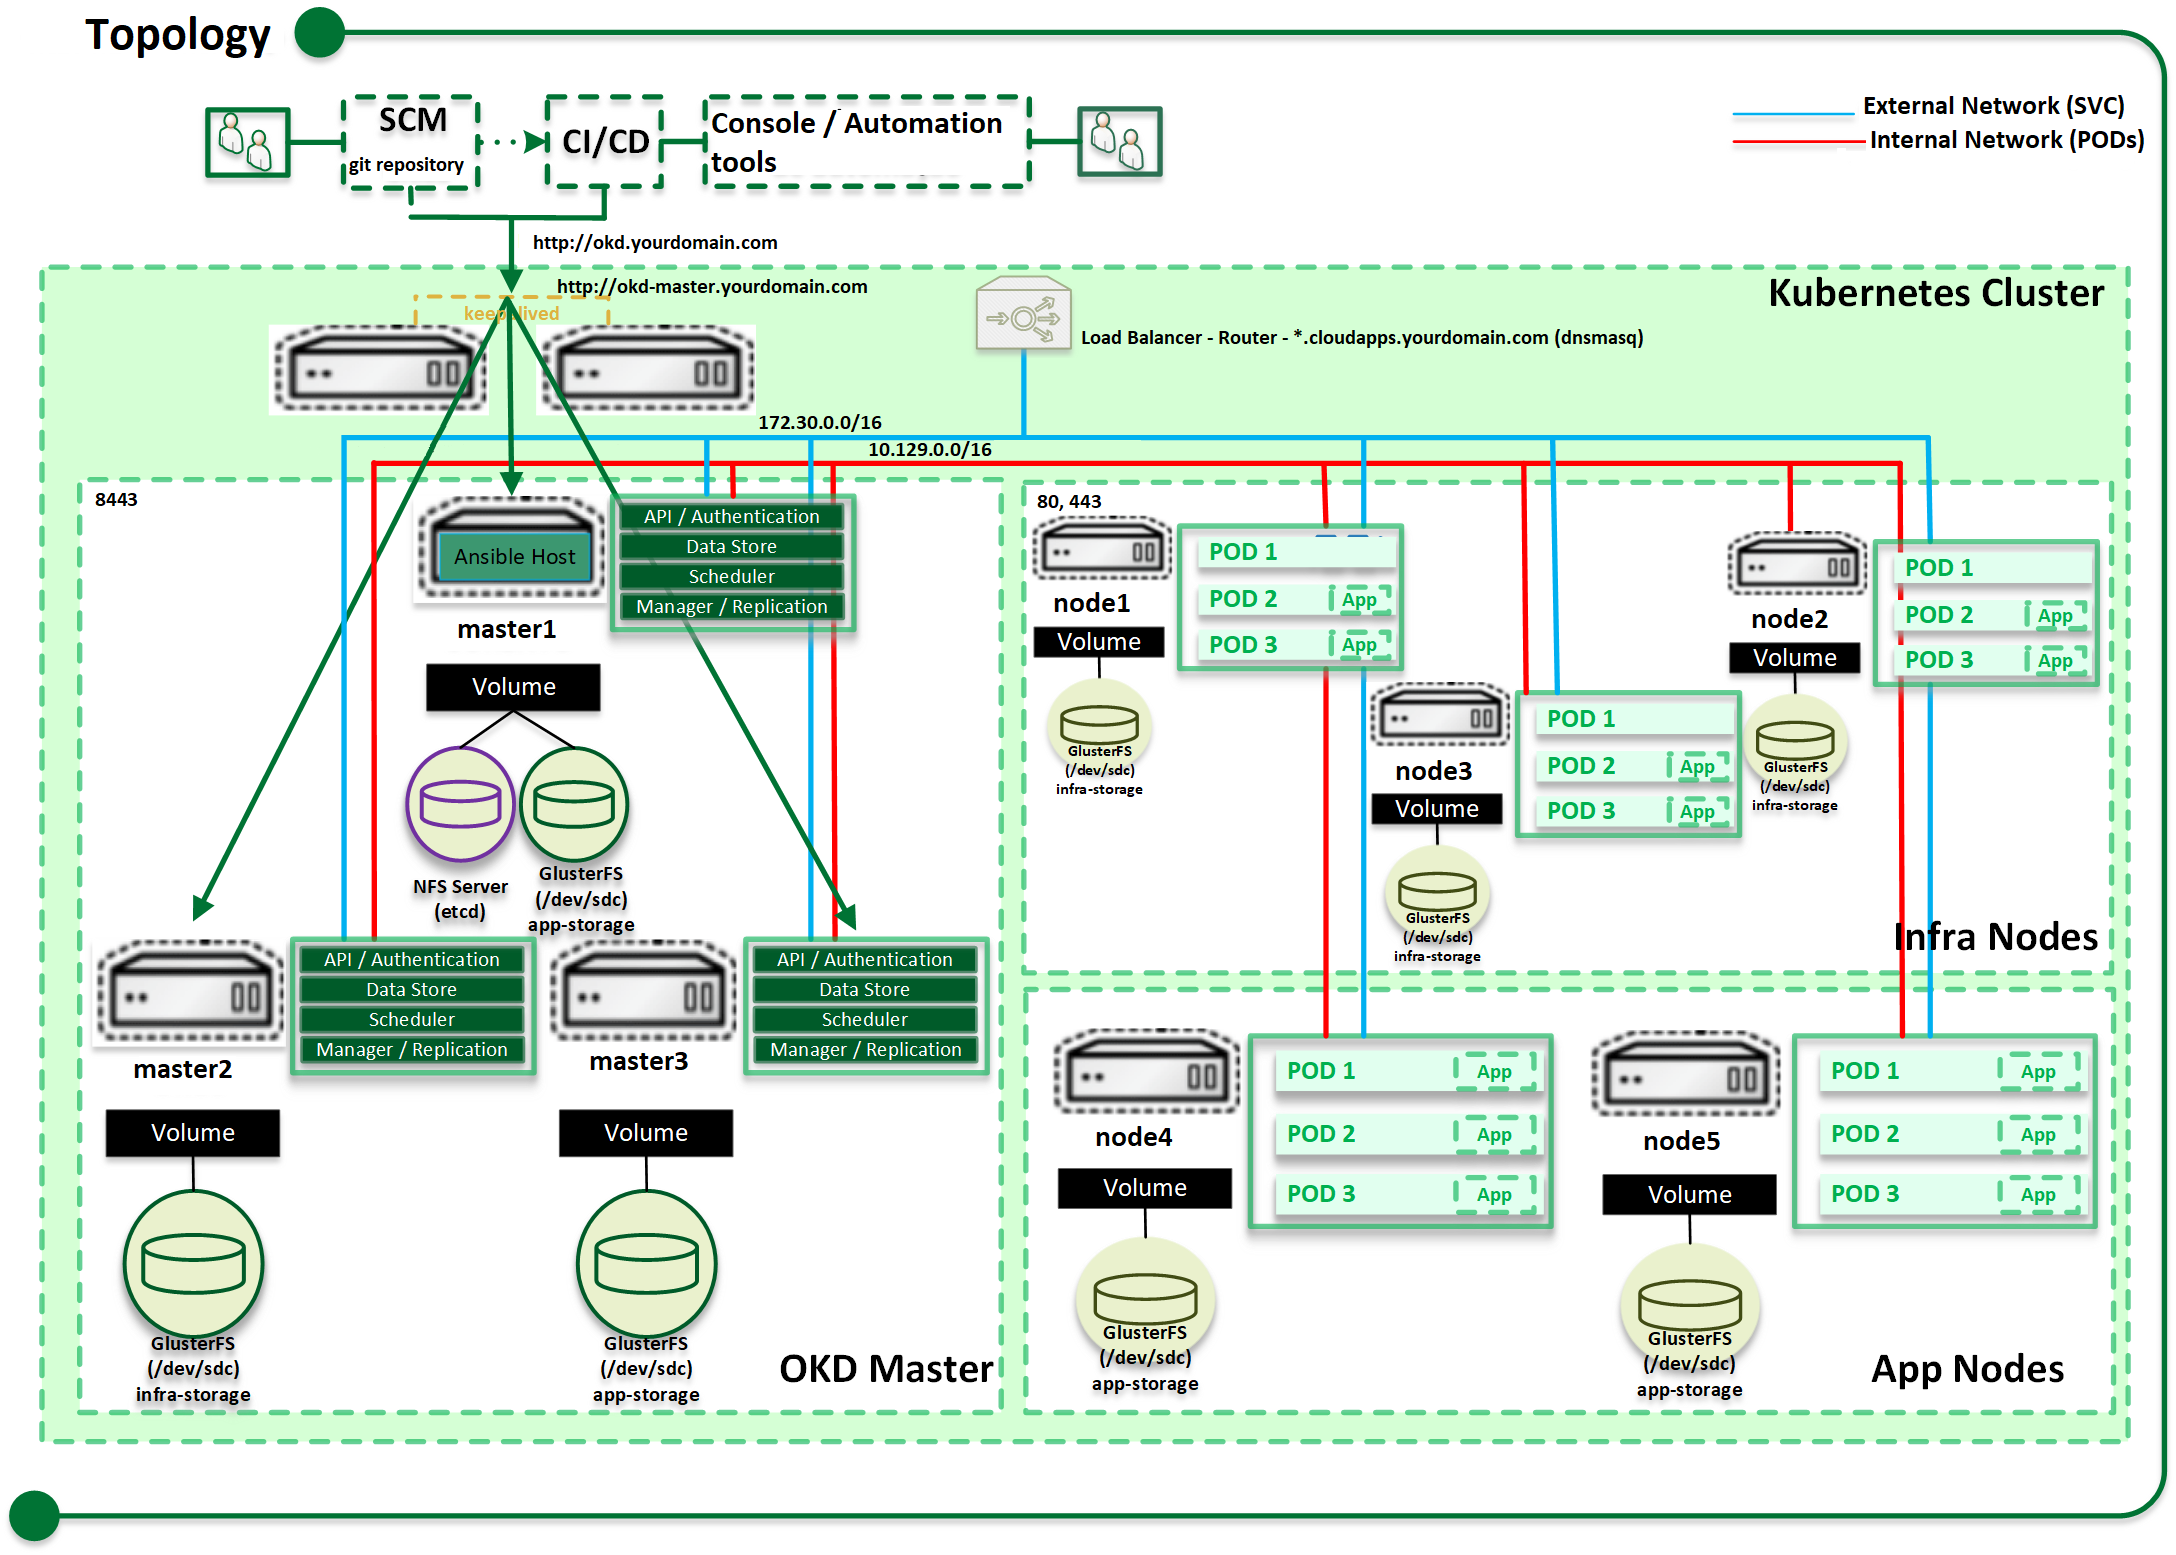 Topology
SCM
git repository
CI/CD
Console / Automation
tools
External Network (SVC)
Internal Network (PODs)
http://okd.yourdomain.com
http://okd-master.yourdomain.com
keepalived
Kubernetes Cluster
Load Balancer - Router - *.cloudapps.yourdomain.com (dnsmasq)
172.30.0.0/16
10.129.0.0/16
8443
Ansible Host
master1
API / Authentication
Data Store
Scheduler
Manager / Replication
Volume
NFS Server
(etcd)
GlusterFS
(/dev/sdc)
app-storage
master2
API / Authentication
Data Store
Scheduler
Manager / Replication
Volume
GlusterFS
(/dev/sdc)
infra-storage
master3
API / Authentication
Data Store
Scheduler
Manager / Replication
Volume
GlusterFS
(/dev/sdc)
app-storage
OKD Master
80, 443
node1
Volume
GlusterFS
(/dev/sdc)
infra-storage
POD 1
POD 2 App
POD 3 App
node3
Volume
GlusterFS
(/dev/sdc)
infra-storage
POD 1
POD 2 App
POD 3 App
node2
Volume
GlusterFS
(/dev/sdc)
infra-storage
POD 1
POD 2 App
POD 3 App
Infra Nodes
node4
Volume
GlusterFS
(/dev/sdc)
app-storage
POD 1 App
POD 2 App
POD 3 App
node5
Volume
GlusterFS
(/dev/sdc)
app-storage
POD 1 App
POD 2 App
POD 3 App
App Nodes